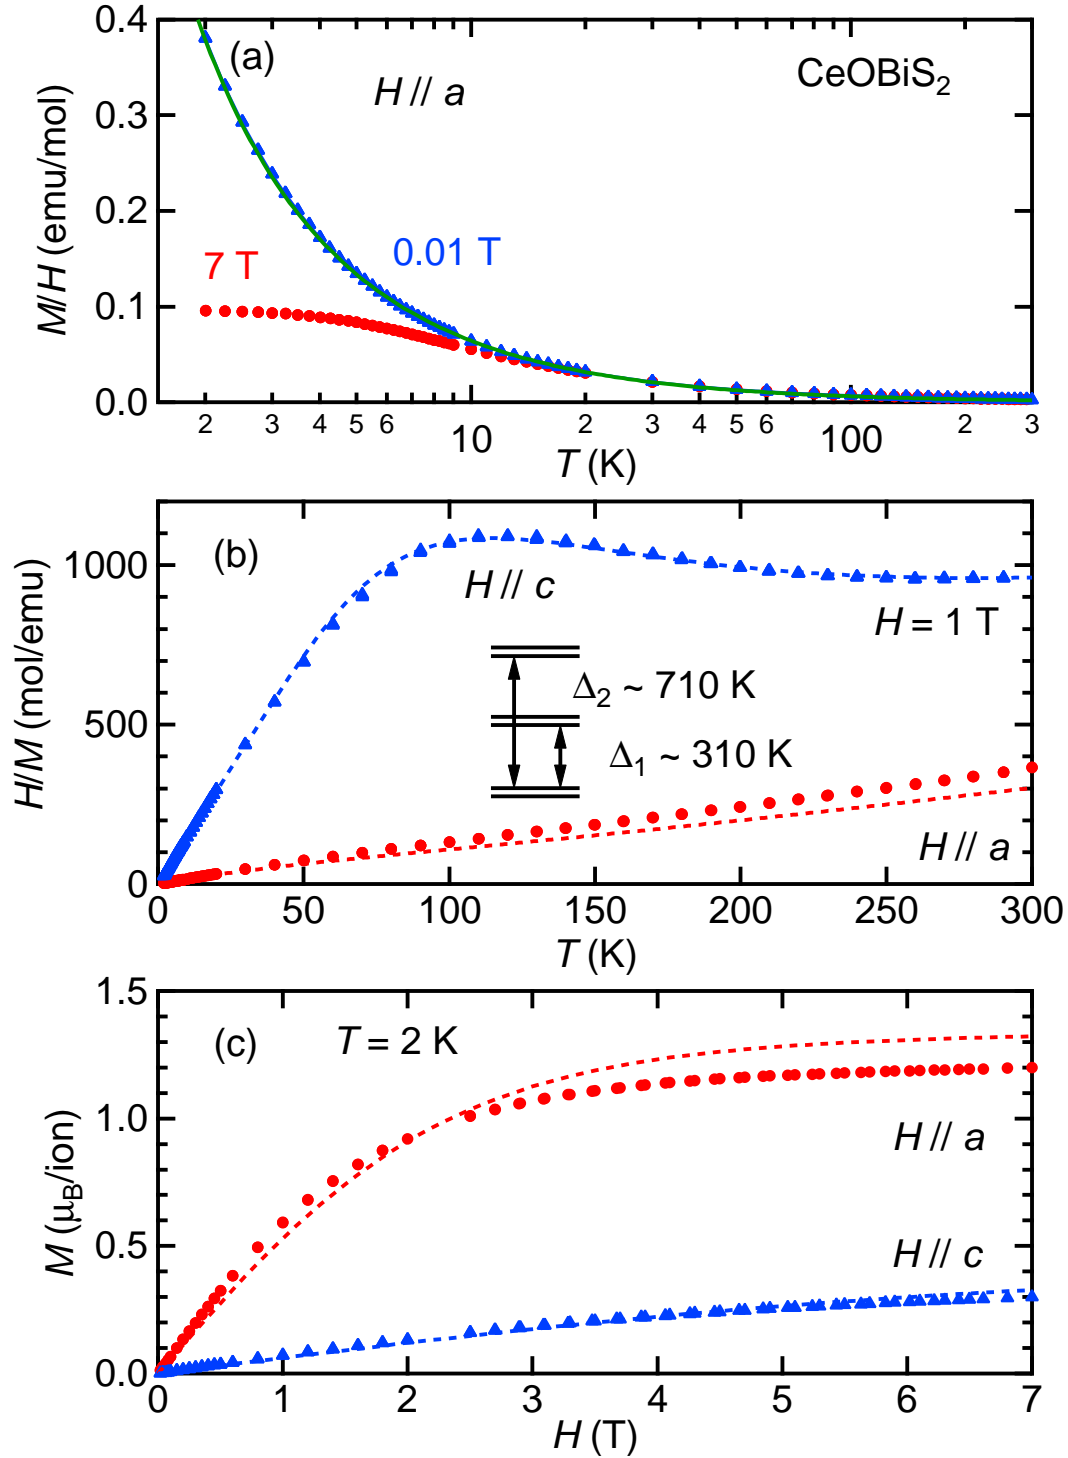 0.4
(a)
CeOBiS2
H // a
0.3
M/H (emu/mol)
0.2
7 T
0.01 T
0.1
0.0
2 3 4 5 6 10 2 3 4 5 6 100 2 3
T (K)
(b)
1000
H // c
H = 1 T
H/M (mol/emu)
Δ2 ~ 710 K
500
Δ1 ~ 310 K
H // a
0
0 50 100 150 200 250 300
T (K)
1.5
(c)
T = 2 K
1.0
H // a
M (μB/ion)
0.5
H // c
0.0
0 1 2 3 4 5 6 7
H (T)